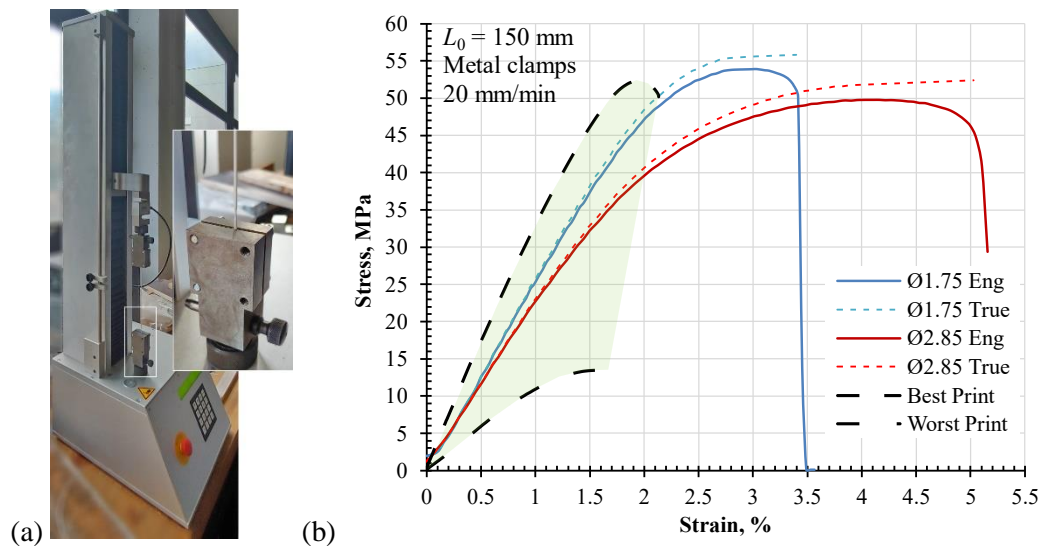 (a)
(b)
Stress, MPa
60
55
50
45
40
35
30
25
20
15
10
5
0
L₀ = 150 mm
Metal clamps
20 mm/min
Ø1.75 Eng
Ø1.75 True
Ø2.85 Eng
Ø2.85 True
Best Print
Worst Print
0 0.5 1 1.5 2 2.5 3 3.5 4 4.5 5 5.5
Strain, %